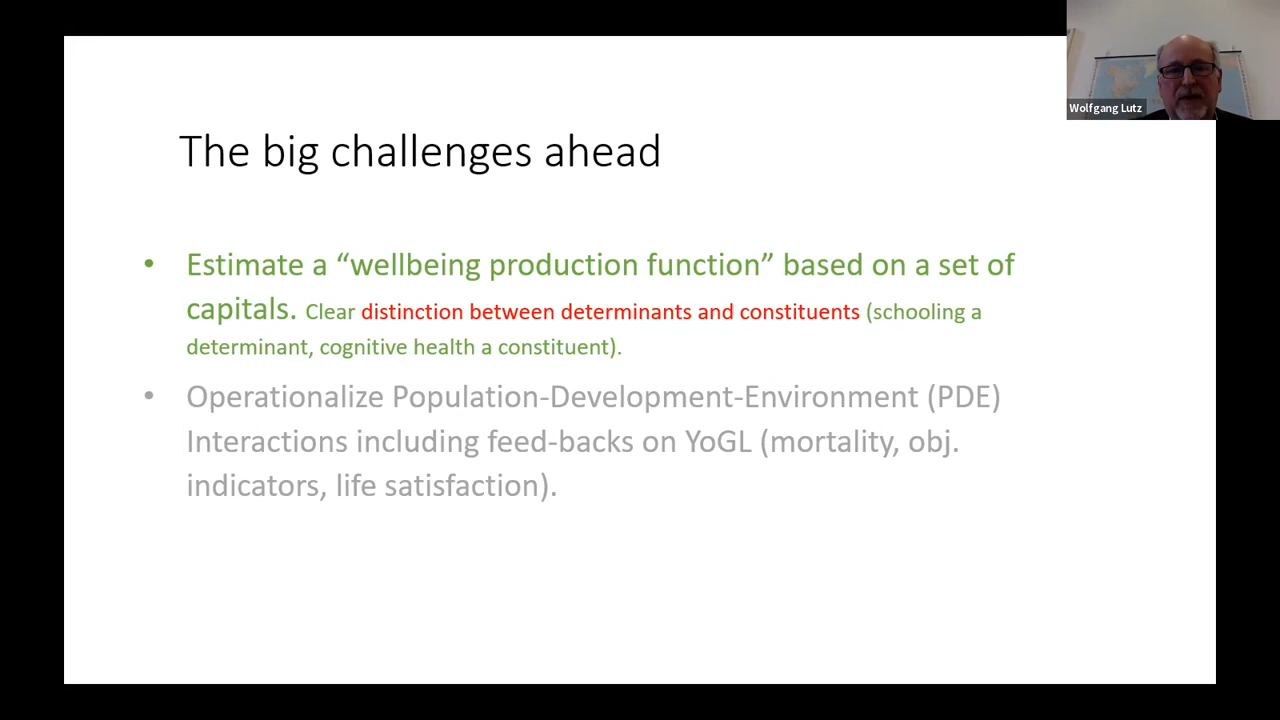 Wolfgang Lutz
The big challenges ahead
• Estimate a “wellbeing production function” based on a set of
capitals. Clear distinction between determinants and constituents (schooling a
determinant, cognitive health a constituent).
• Operationalize Population-Development-Environment (PDE)
Interactions including feed-backs on YoGL (mortality, obj.
indicators, life satisfaction).